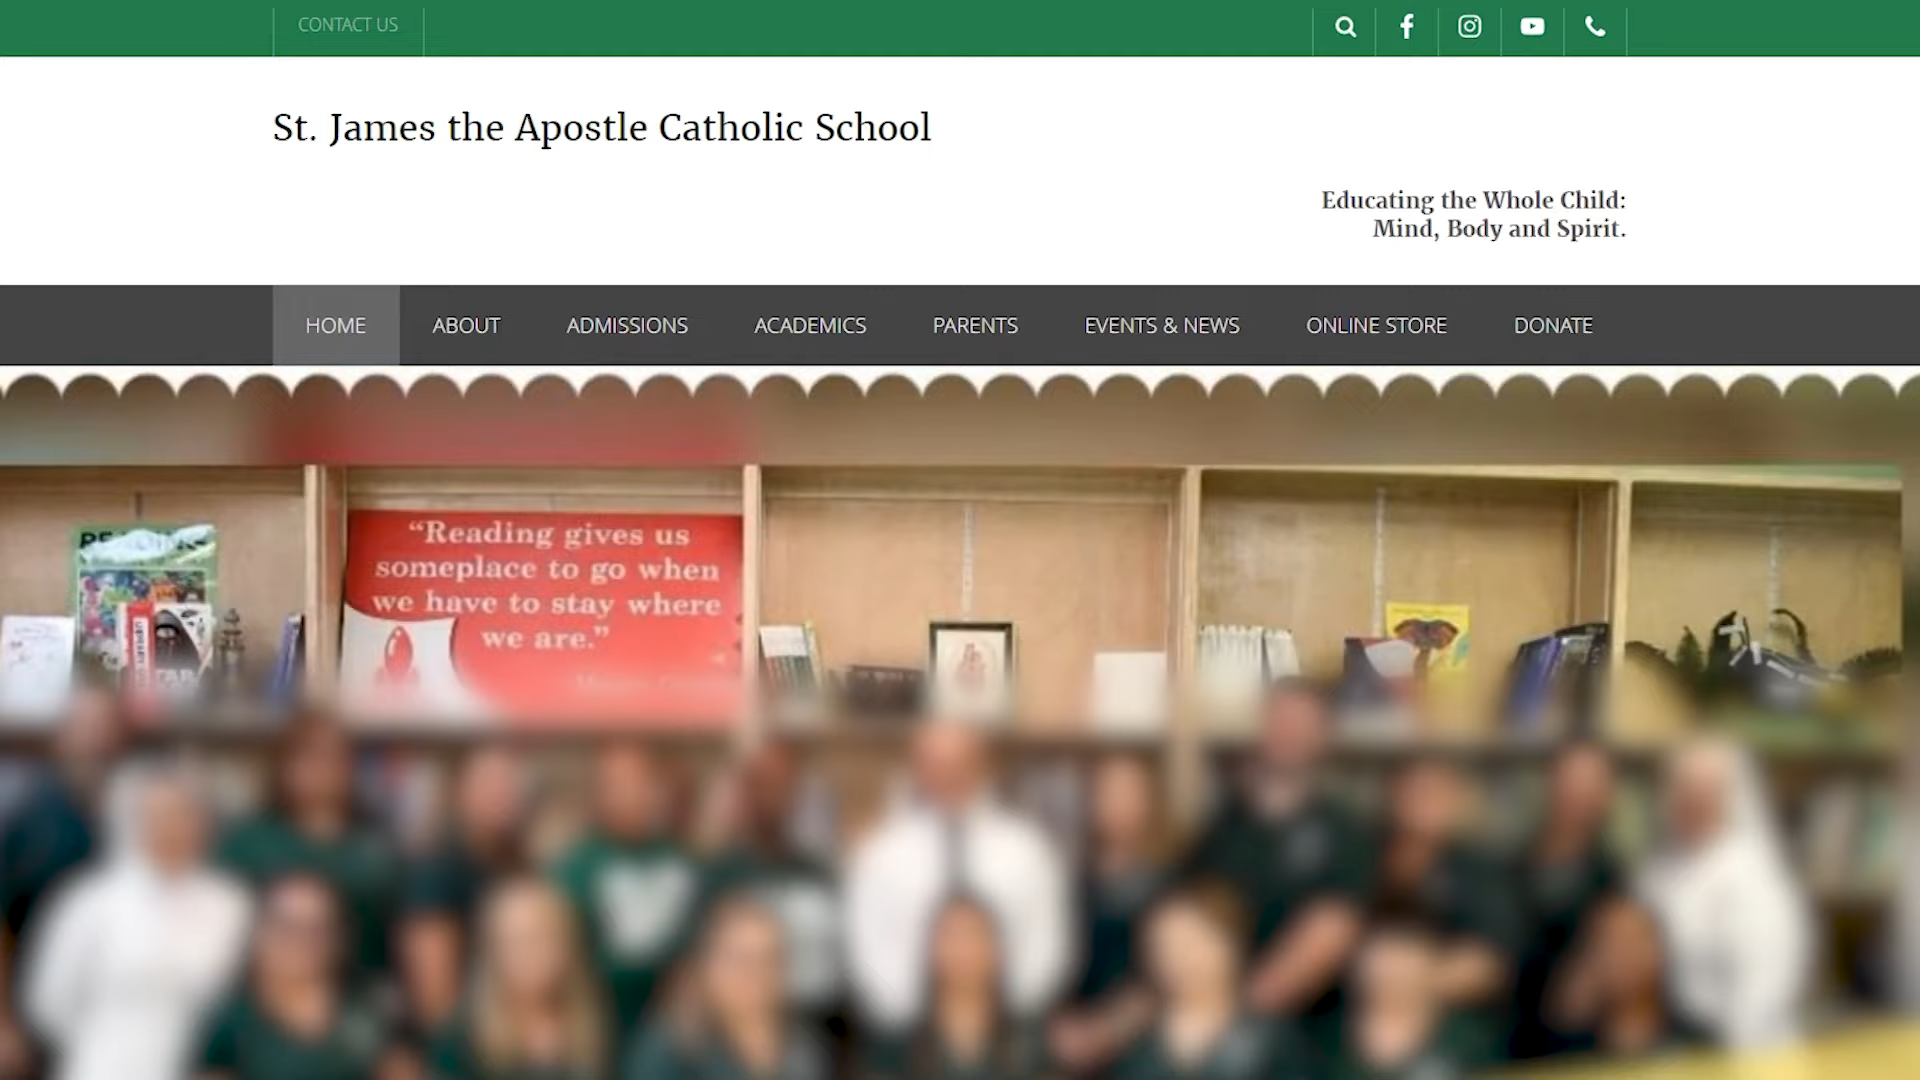 CONTACT US
St. James the Apostle Catholic School
Educating the Whole Child:
Mind, Body and Spirit.
HOME ABOUT ADMISSIONS ACADEMICS PARENTS EVENTS & NEWS ONLINE STORE DONATE
“Reading gives us
someplace to go when
we have to stay where
we are.”